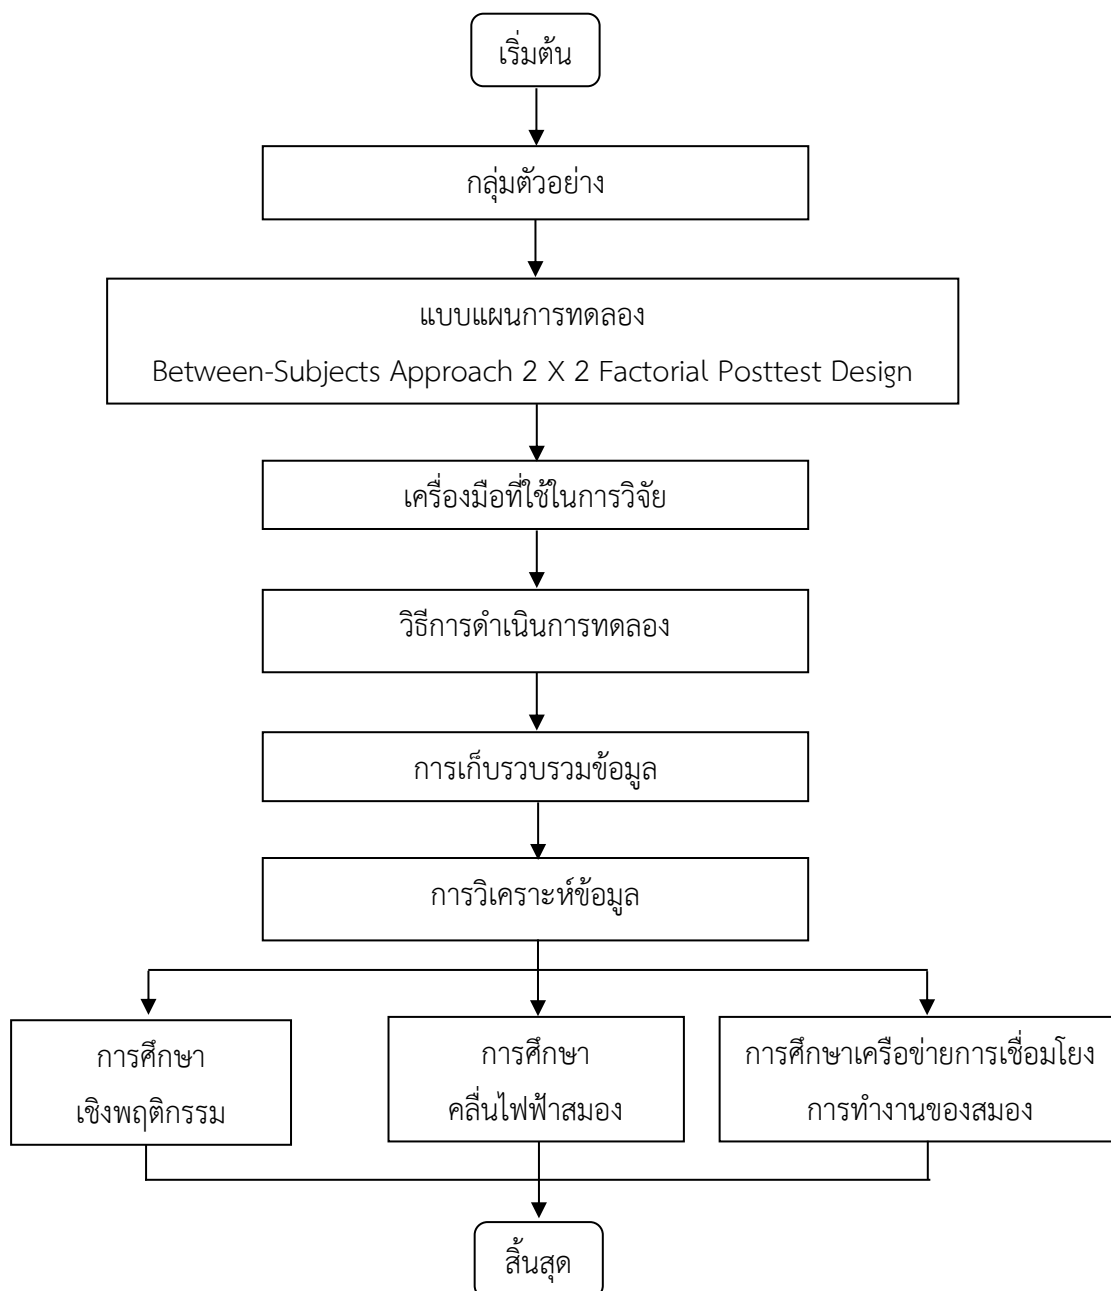 เริ่มต้น
กลุ่มตัวอย่าง
แบบแผนการทดลอง
Between-Subjects Approach 2 X 2 Factorial Posttest Design
เครื่องมือที่ใช้ในการวิจัย
วิธีการดำเนินการทดลอง
การเก็บรวบรวมข้อมูล
การวิเคราะห์ข้อมูล
การศึกษา
เชิงพฤติกรรม
การศึกษา
คลื่นไฟฟ้าสมอง
การศึกษาเครือข่ายการเชื่อมโยง
การทำงานของสมอง
สิ้นสุด